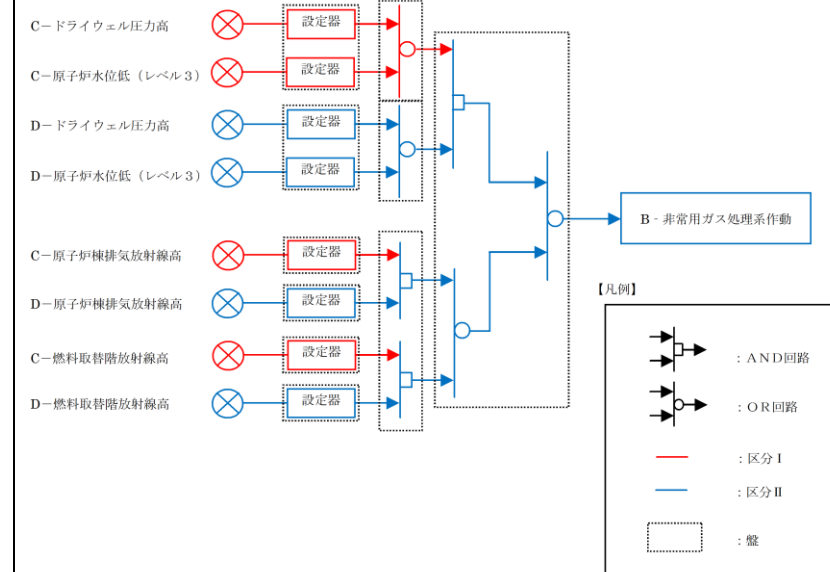 C－ドライウェル圧力高
設定器
C－原子炉水位低（レベル３）
設定器
D－ドライウェル圧力高
設定器
D－原子炉水位低（レベル３）
設定器
B‐非常用ガス処理系作動
C－原子炉棟排気放射線高
設定器
D－原子炉棟排気放射線高
設定器
C－燃料取替階放射線高
設定器
D－燃料取替階放射線高
設定器
【凡例】
：ＡＮＤ回路
：ＯＲ回路
：区分Ⅰ
：区分Ⅱ
：盤